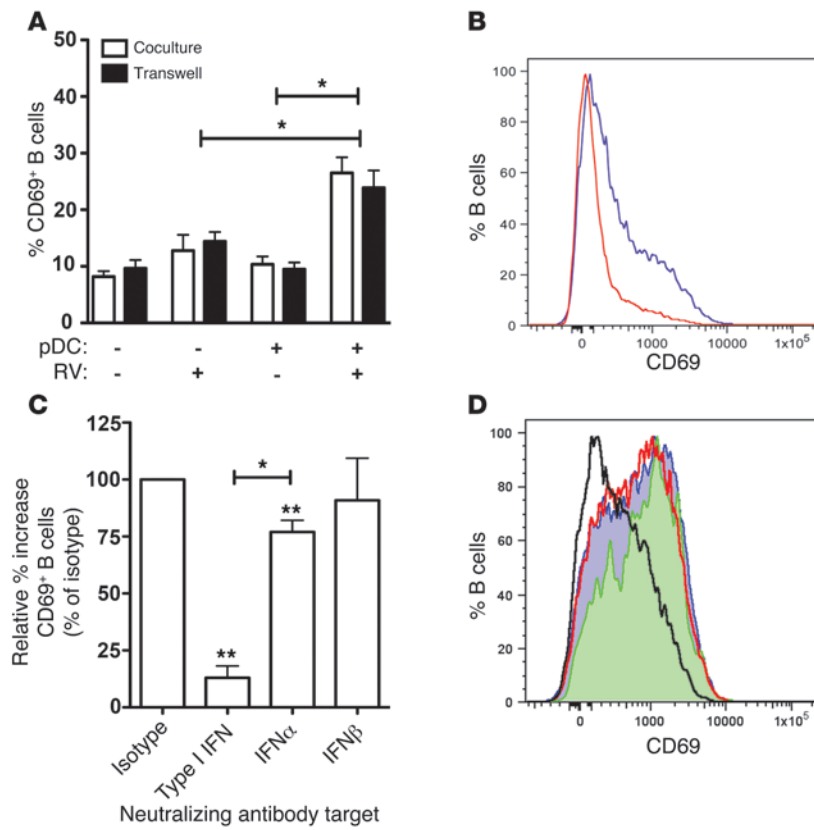 A
50
40
30
20
10
0
% CD69+ B cells
Coculture
Transwell
*
*
pDC: - - + +
RV: - + - +
B
100
80
60
40
20
0
% B cells
0 1000 10000 1x10^5
CD69
C
125
100
75
50
25
0
Relative % increase
CD69+ B cells
(% of isotype)
*
**
**
Isotype Type I IFN IFNα IFNβ
Neutralizing antibody target
D
100
80
60
40
20
0
% B cells
0 1000 10000 1x10^5
CD69